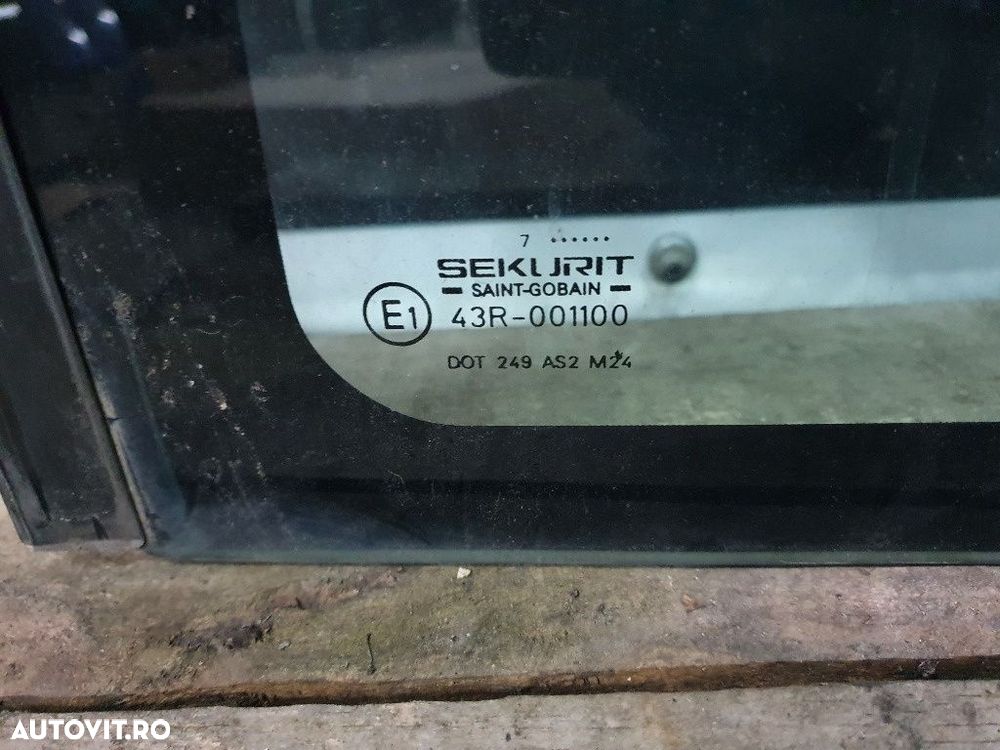 7 ......
SEKURIT
SAINT-GOBAIN
E1 43R-001100
DOT 249 AS2 M24
AUTOVIT.RO